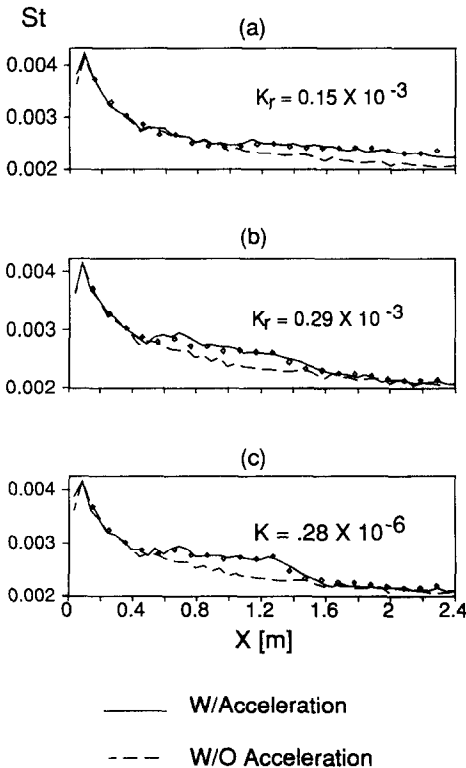 St
(a)
0.004
0.003
0.002
Kr = 0.15 X 10 -3
(b)
0.004
0.003
0.002
Kr = 0.29 X 10 -3
(c)
0.004
0.003
0.002
K = .28 X 10 -6
0 0.4 0.8 1.2 1.6 2 2.4
X [m]
W/Acceleration
W/O Acceleration